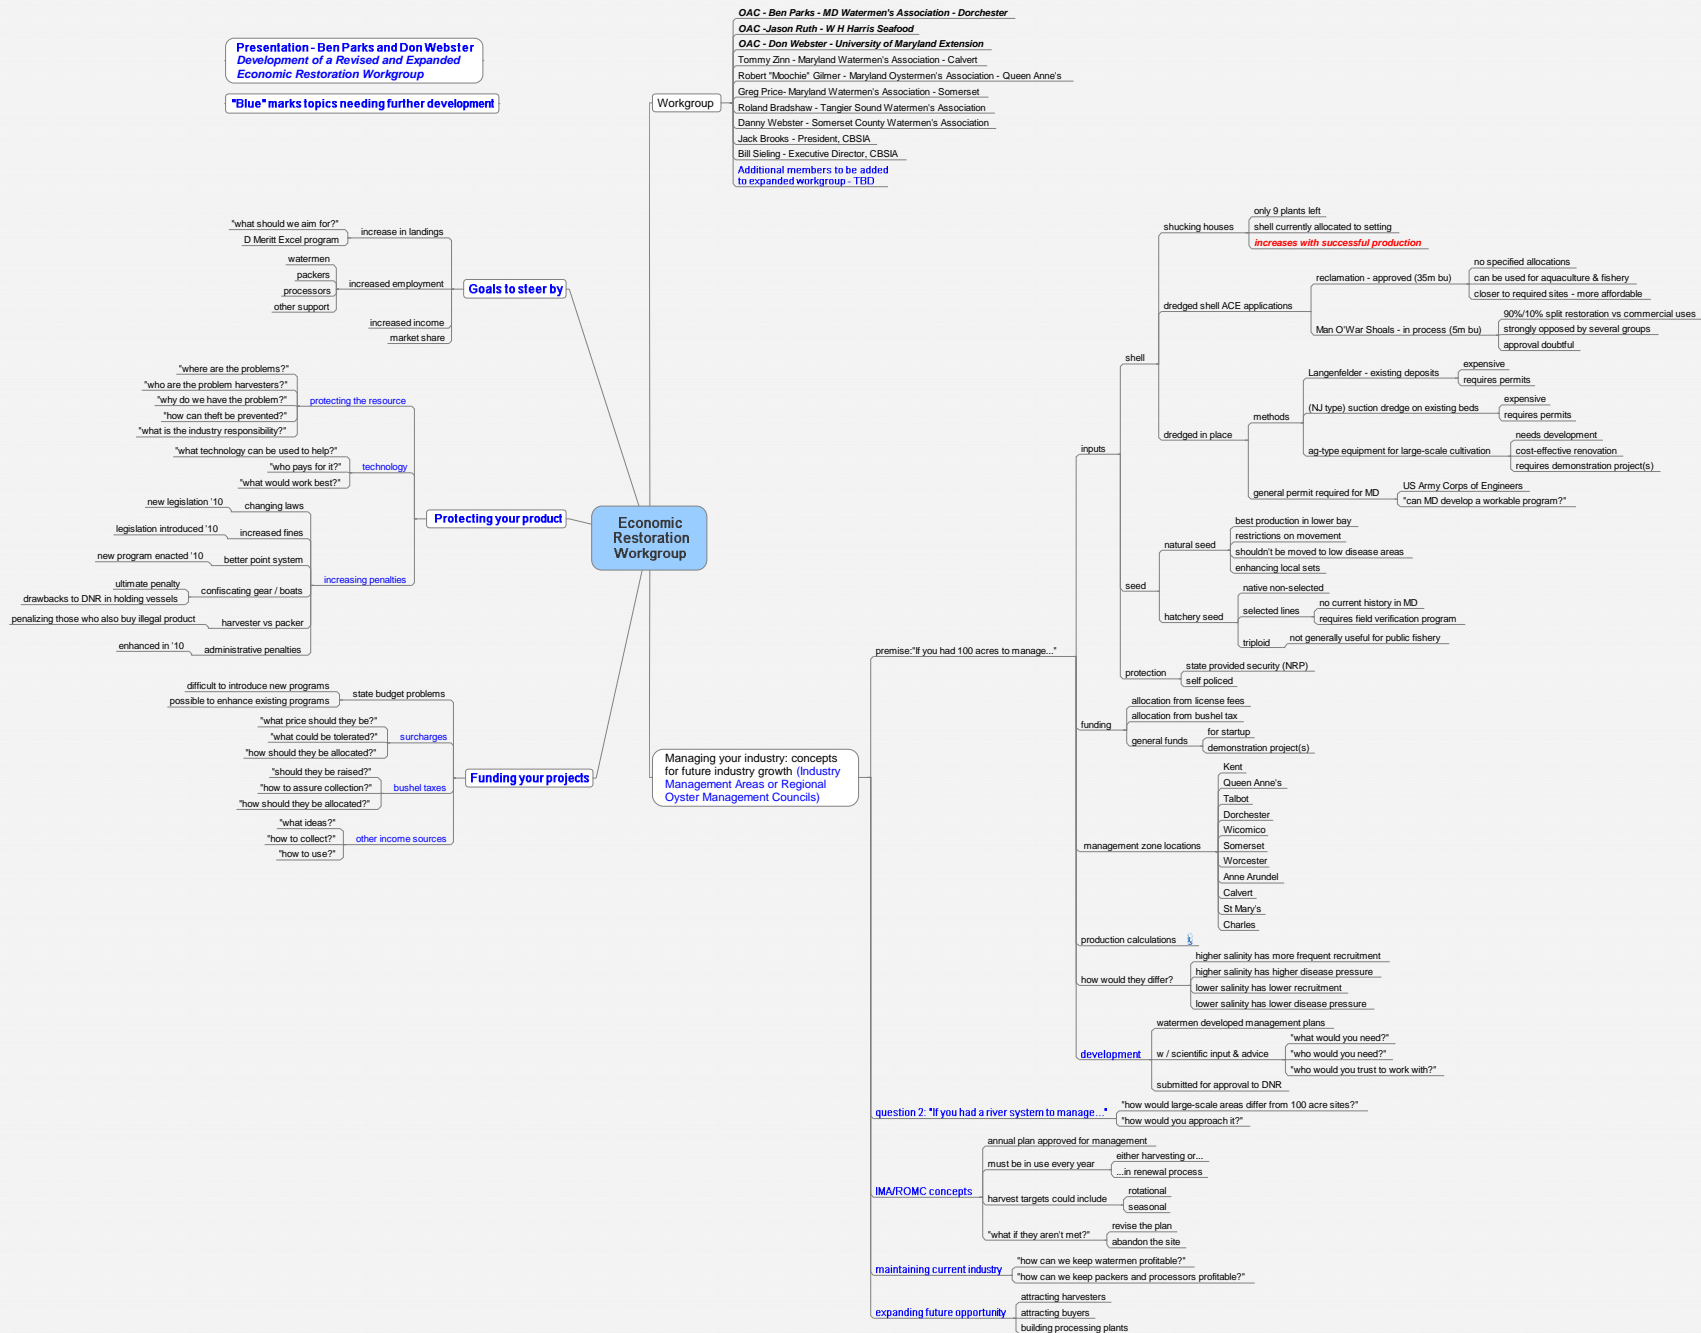 Presentation - Ben Parks and Don Webster
Development of a Revised and Expanded
Economic Restoration Workgroup
"Blue" marks topics needing further development
Workgroup
OAC - Ben Parks - MD Watermen's Association - Dorchester
OAC -Jason Ruth - W H Harris Seafood
OAC - Don Webster - University of Maryland Extension
Tommy Zinn - Maryland Watermen's Association - Calvert
Robert "Moochie" Gilmer - Maryland Oystermen's Association - Queen Anne's
Greg Price- Maryland Watermen's Association - Somerset
Roland Bradshaw - Tangier Sound Watermen's Association
Danny Webster - Somerset County Watermen's Association
Jack Brooks - President, CBSIA
Bill Sieling - Executive Director, CBSIA
Additional members to be added
to expanded workgroup - TBD
Goals to steer by
increase in landings
"what should we aim for?"
D Meritt Excel program
increased employment
watermen
packers
processors
other support
increased income
market share
Protecting your product
protecting the resource
"where are the problems?"
"who are the problem harvesters?"
"why do we have the problem?"
"how can theft be prevented?"
"what is the industry responsibility?"
technology
"what technology can be used to help?"
"who pays for it?"
"what would work best?"
increasing penalties
changing laws
new legislation '10
increased fines
legislation introduced '10
better point system
new program enacted '10
confiscating gear / boats
ultimate penalty
drawbacks to DNR in holding vessels
harvester vs packer
penalizing those who also buy illegal product
administrative penalties
enhanced in '10
Economic
Restoration
Workgroup
Funding your projects
state budget problems
difficult to introduce new programs
possible to enhance existing programs
surcharges
"what price should they be?"
"what could be tolerated?"
"how should they be allocated?"
bushel taxes
"should they be raised?"
"how to assure collection?"
"how should they be allocated?"
other income sources
"what ideas?"
"how to collect?"
"how to use?"
Managing your industry: concepts
for future industry growth (Industry
Management Areas or Regional
Oyster Management Councils)
premise:"If you had 100 acres to manage..."
inputs
shell
shucking houses
only 9 plants left
shell currently allocated to setting
increases with successful production
dredged shell ACE applications
reclamation - approved (35m bu)
no specified allocations
can be used for aquaculture & fishery
closer to required sites - more affordable
Man O'War Shoals - in process (5m bu)
90%/10% split restoration vs commercial uses
strongly opposed by several groups
approval doubtful
dredged in place
methods
Langenfelder - existing deposits
expensive
requires permits
(NJ type) suction dredge on existing beds
expensive
requires permits
ag-type equipment for large-scale cultivation
needs development
cost-effective renovation
requires demonstration project(s)
general permit required for MD
US Army Corps of Engineers
"can MD develop a workable program?"
seed
natural seed
best production in lower bay
restrictions on movement
shouldn't be moved to low disease areas
enhancing local sets
hatchery seed
native non-selected
selected lines
no current history in MD
requires field verification program
triploid
not generally useful for public fishery
protection
state provided security (NRP)
self policed
funding
allocation from license fees
allocation from bushel tax
general funds
for startup
demonstration project(s)
management zone locations
Kent
Queen Anne's
Talbot
Dorchester
Wicomico
Somerset
Worcester
Anne Arundel
Calvert
St Mary's
Charles
production calculations
how would they differ?
higher salinity has more frequent recruitment
higher salinity has higher disease pressure
lower salinity has lower recruitment
lower salinity has lower disease pressure
development
watermen developed management plans
w / scientific input & advice
"what would you need?"
"who would you need?"
"who would you trust to work with?"
submitted for approval to DNR
question 2: "If you had a river system to manage..."
"how would large-scale areas differ from 100 acre sites?"
"how would you approach it?"
IMA/ROMC concepts
annual plan approved for management
must be in use every year
either harvesting or...
...in renewal process
harvest targets could include
rotational
seasonal
"what if they aren't met?"
revise the plan
abandon the site
maintaining current industry
"how can we keep watermen profitable?"
"how can we keep packers and processors profitable?"
expanding future opportunity
attracting harvesters
attracting buyers
building processing plants